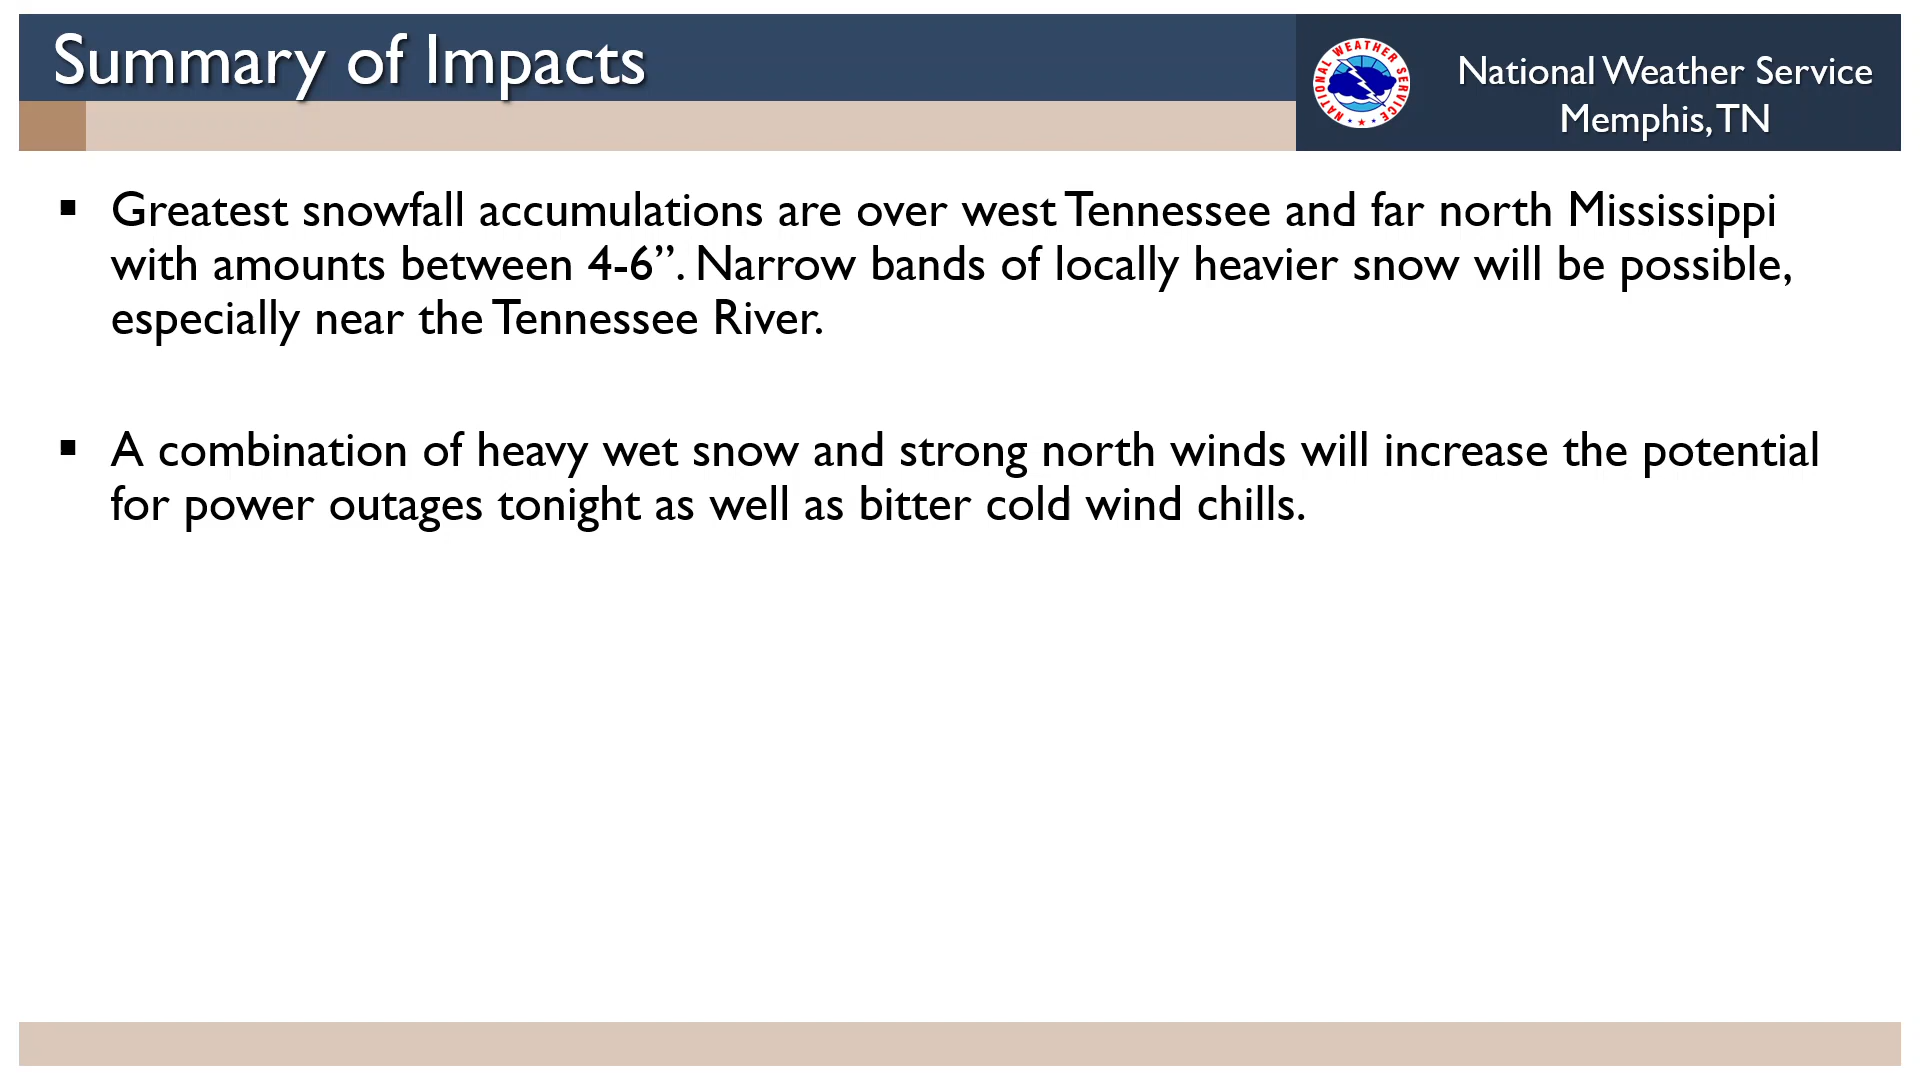 Summary of Impacts
NATIONAL WEATHER SERVICE
National Weather Service
Memphis, TN
▪ Greatest snowfall accumulations are over west Tennessee and far north Mississippi
with amounts between 4-6”. Narrow bands of locally heavier snow will be possible,
especially near the Tennessee River.
▪ A combination of heavy wet snow and strong north winds will increase the potential
for power outages tonight as well as bitter cold wind chills.